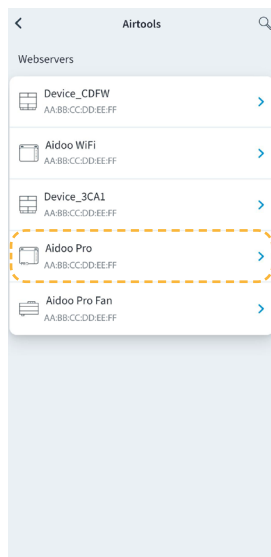 Airtools
Webservers
Device_CDFW
AA:BB:CC:DD:EE:FF
Aidoo WiFi
AA:BB:CC:DD:EE:FF
Device_3CA1
AA:BB:CC:DD:EE:FF
Aidoo Pro
AA:BB:CC:DD:EE:FF
Aidoo Pro Fan
AA:BB:CC:DD:EE:FF